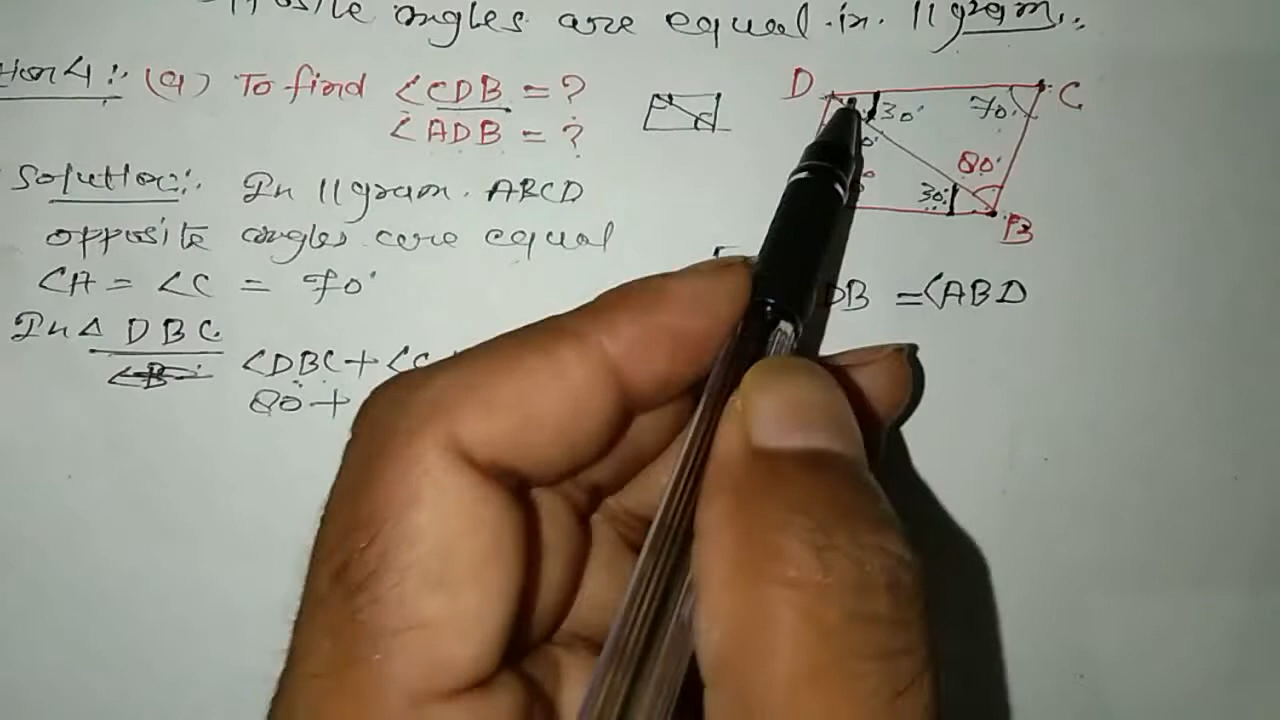 angles are equal in 11gram.
(a) To find <CDB = ?
<ADB = ?
Solution:. In 11gram. ABCD
opposite angles are equal
<A = <C = 70°
In △ DBC
<B <DBC + <C
80 +
D C
30° 70°
80°
30°
B
DB = <ABD